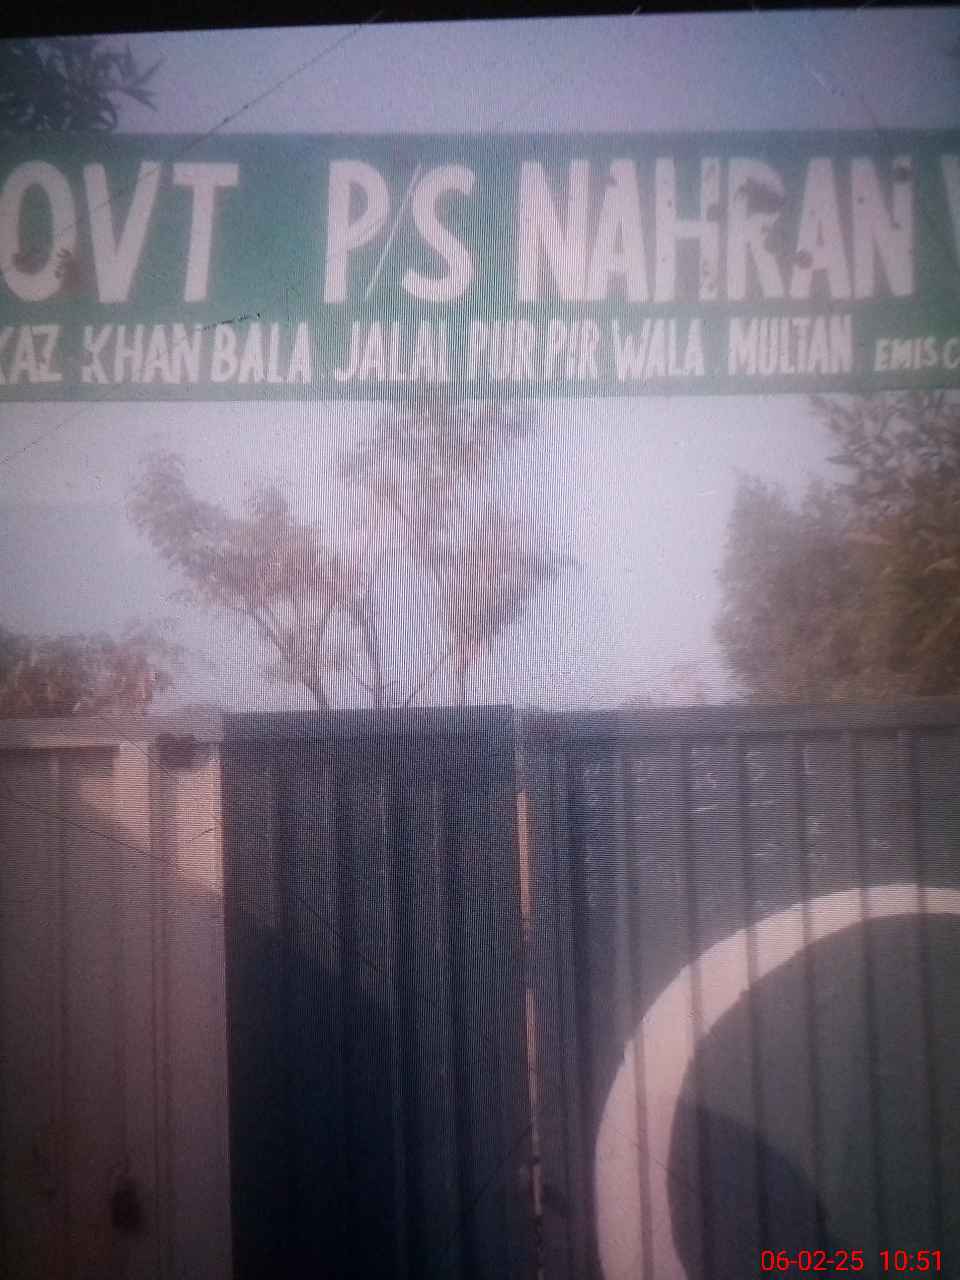 OVT P/S NAHRAN
KAZ KHAN BALA JALAL PUR PIR WALA MULTAN EMIS C
06-02-25 10:51